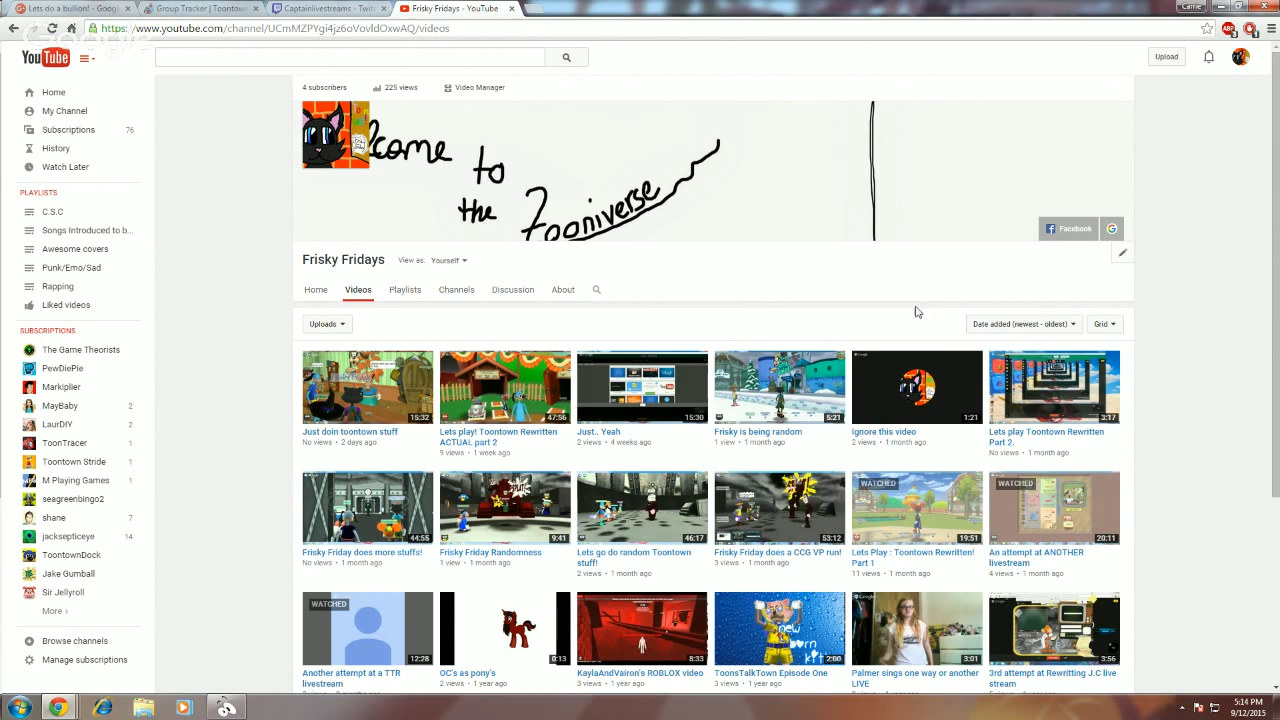 Lets do a bullion! - Googl
Group Tracker | Toontown
Captainlivestreams - Twitc
Frisky Fridays - YouTube
Came
https://www.youtube.com/channel/UCmMZPYgi4jz6oVovIdOxwAQ/videos
YouTube
Upload
Home
My Channel
Subscriptions 76
History
Watch Later
PLAYLISTS
C.S.C
Songs Introduced to b...
Awesome covers
Punk/Emo/Sad
Rapping
Liked videos
SUBSCRIPTIONS
The Game Theorists
PewDiePie
Markiplier
MayBaby 2
LaurDIY 2
ToonTracer 1
Toontown Stride 1
M Playing Games 1
seagreenbingo2
shane 7
jacksepticeye 14
ToontownDock
Jake Gumball
Sir Jellyroll
More ›
Browse channels
Manage subscriptions
4 subscribers 225 views Video Manager
lcome to
the Tooniverse
Facebook
Frisky Fridays View as: Yourself
Home Videos Playlists Channels Discussion About
Uploads Date added (newest - oldest) Grid
15:32 47:56 15:30 5:21 1:21 3:17
Just doin toontown stuff
No views • 2 days ago
Lets play! Toontown Rewritten
ACTUAL part 2
9 views • 1 week ago
Just.. Yeah
2 views • 4 weeks ago
Frisky is being random
1 view • 1 month ago
Ignore this video
2 views • 1 month ago
Lets play Toontown Rewritten
Part 2.
No views • 1 month ago
WATCHED WATCHED
44:55 9:41 46:17 53:12 19:51 20:11
Frisky Friday does more stuffs!
No views • 1 month ago
Frisky Friday Randomness
1 view • 1 month ago
Lets go do random Toontown
stuff!
2 views • 1 month ago
Frisky Friday does a CCG VP run!
3 views • 1 month ago
Lets Play : Toontown Rewritten!
Part 1
11 views • 1 month ago
An attempt at ANOTHER
livestream
4 views • 1 month ago
WATCHED
new
born
kit
12:28 0:13 8:33 2:00 3:01 3:56
Another attempt at a TTR
livestream
OC's as pony's
2 views • 1 year ago
KaylaAndVairon's ROBLOX video
3 views • 1 year ago
ToonsTalkTown Episode One
3 views • 1 year ago
Palmer sings one way or another
LIVE
3rd attempt at Rewritting J.C live
stream
5:14 PM
9/12/2015